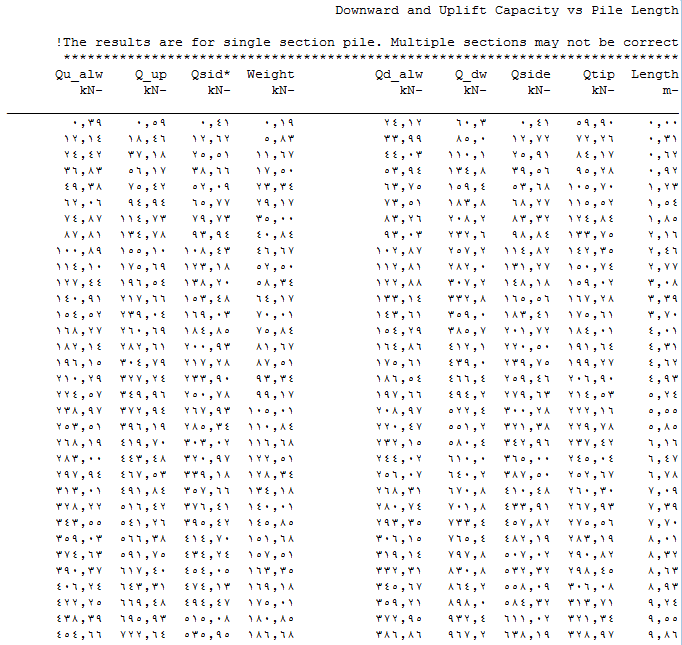 Downward and Uplift Capacity vs Pile Length
!The results are for single section pile. Multiple sections may not be correct
******************************************************************************
Qu_alw Q_up Qsid* Weight Qd_alw Q_dw Qside Qtip Length
kN- kN- kN- kN- kN- kN- kN- kN- m-
٠,٣٩ ٠,٥٩ ٠,٤١ ٠,١٩ ٢٤,١٢ ٦٠,٣ ٠,٤١ ٥٩,٩٠ ٠,٠٠
١٢,١٤ ١٨,٤٦ ١٢,٦٢ ٥,٨٣ ٣٣,٩٩ ٨٥,٠ ١٢,٧٢ ٧٢,٢٦ ٠,٣١
٢٤,٤٢ ٣٧,١٨ ٢٥,٥١ ١١,٦٧ ٤٤,٠٣ ١١٠,١ ٢٥,٩١ ٨٤,١٧ ٠,٦٢
٣٦,٨٣ ٥٦,١٧ ٣٨,٦٦ ١٧,٥٠ ٥٣,٩٤ ١٣٤,٨ ٣٩,٥٦ ٩٥,٢٨ ٠,٩٢
٤٩,٣٨ ٧٥,٤٢ ٥٢,٠٩ ٢٣,٣٤ ٦٣,٧٥ ١٥٩,٤ ٥٣,٦٨ ١٠٥,٧٠ ١,٢٣
٦٢,٠٦ ٩٤,٩٤ ٦٥,٧٧ ٢٩,١٧ ٧٣,٥١ ١٨٣,٨ ٦٨,٢٧ ١١٥,٥٢ ١,٥٤
٧٤,٨٧ ١١٤,٧٣ ٧٩,٧٣ ٣٥,٠٠ ٨٣,٢٦ ٢٠٨,٢ ٨٣,٣٢ ١٢٤,٨٤ ١,٨٥
٨٧,٨١ ١٣٤,٧٨ ٩٣,٩٤ ٤٠,٨٤ ٩٣,٠٣ ٢٣٢,٦ ٩٨,٨٤ ١٣٣,٧٥ ٢,١٦
١٠٠,٨٩ ١٥٥,١٠ ١٠٨,٤٣ ٤٦,٦٧ ١٠٢,٨٧ ٢٥٧,٢ ١١٤,٨٢ ١٤٢,٣٥ ٢,٤٦
١١٤,١٠ ١٧٥,٦٩ ١٢٣,١٨ ٥٢,٥٠ ١١٢,٨١ ٢٨٢,٠ ١٣١,٢٧ ١٥٠,٧٤ ٢,٧٧
١٢٧,٤٤ ١٩٦,٥٤ ١٣٨,٢٠ ٥٨,٣٤ ١٢٢,٨٨ ٣٠٧,٢ ١٤٨,١٨ ١٥٩,٠٢ ٣,٠٨
١٤٠,٩١ ٢١٧,٦٦ ١٥٣,٤٨ ٦٤,١٧ ١٣٣,١٤ ٣٣٢,٨ ١٦٥,٥٦ ١٦٧,٢٨ ٣,٣٩
١٥٤,٥٢ ٢٣٩,٠٤ ١٦٩,٠٣ ٧٠,٠١ ١٤٣,٦١ ٣٥٩,٠ ١٨٣,٤١ ١٧٥,٦١ ٣,٧٠
١٦٨,٢٧ ٢٦٠,٦٩ ١٨٤,٨٥ ٧٥,٨٤ ١٥٤,٢٩ ٣٨٥,٧ ٢٠١,٧٢ ١٨٤,٠١ ٤,٠١
١٨٢,١٤ ٢٨٢,٦١ ٢٠٠,٩٣ ٨١,٦٧ ١٦٤,٨٦ ٤١٢,١ ٢٢٠,٥٠ ١٩١,٦٤ ٤,٣١
١٩٦,١٥ ٣٠٤,٧٩ ٢١٧,٢٨ ٨٧,٥١ ١٧٥,٦١ ٤٣٩,٠ ٢٣٩,٧٥ ١٩٩,٢٧ ٤,٦٢
٢١٠,٢٩ ٣٢٧,٢٤ ٢٣٣,٩٠ ٩٣,٣٤ ١٨٦,٥٤ ٤٦٦,٤ ٢٥٩,٤٦ ٢٠٦,٩٠ ٤,٩٣
٢٢٤,٥٧ ٣٤٩,٩٦ ٢٥٠,٧٨ ٩٩,١٧ ١٩٧,٦٦ ٤٩٤,٢ ٢٧٩,٦٣ ٢١٤,٥٣ ٥,٢٤
٢٣٨,٩٧ ٣٧٢,٩٤ ٢٦٧,٩٣ ١٠٥,٠١ ٢٠٨,٩٧ ٥٢٢,٤ ٣٠٠,٢٨ ٢٢٢,١٦ ٥,٥٥
٢٥٣,٥١ ٣٩٦,١٩ ٢٨٥,٣٤ ١١٠,٨٤ ٢٢٠,٤٧ ٥٥١,٢ ٣٢١,٣٨ ٢٢٩,٧٨ ٥,٨٥
٢٦٨,١٩ ٤١٩,٧٠ ٣٠٣,٠٢ ١١٦,٦٨ ٢٣٢,١٥ ٥٨٠,٤ ٣٤٢,٩٦ ٢٣٧,٤٢ ٦,١٦
٢٨٣,٠٠ ٤٤٣,٤٨ ٣٢٠,٩٧ ١٢٢,٥١ ٢٤٤,٠٢ ٦١٠,٠ ٣٦٥,٠٠ ٢٤٥,٠٤ ٦,٤٧
٢٩٧,٩٤ ٤٦٧,٥٣ ٣٣٩,١٨ ١٢٨,٣٤ ٢٥٦,٠٧ ٦٤٠,٢ ٣٨٧,٥٠ ٢٥٢,٦٧ ٦,٧٨
٣١٣,٠١ ٤٩١,٨٤ ٣٥٧,٦٦ ١٣٤,١٨ ٢٦٨,٣١ ٦٧٠,٨ ٤١٠,٤٨ ٢٦٠,٣٠ ٧,٠٩
٣٢٨,٢٢ ٥١٦,٤٢ ٣٧٦,٤١ ١٤٠,٠١ ٢٨٠,٧٤ ٧٠١,٨ ٤٣٣,٩١ ٢٦٧,٩٣ ٧,٣٩
٣٤٣,٥٥ ٥٤١,٢٦ ٣٩٥,٤٢ ١٤٥,٨٥ ٢٩٣,٣٥ ٧٣٣,٤ ٤٥٧,٨٢ ٢٧٥,٥٦ ٧,٧٠
٣٥٩,٠٣ ٥٦٦,٣٨ ٤١٤,٧٠ ١٥١,٦٨ ٣٠٦,١٥ ٧٦٥,٤ ٤٨٢,١٩ ٢٨٣,١٩ ٨,٠١
٣٧٤,٦٣ ٥٩١,٧٥ ٤٣٤,٢٤ ١٥٧,٥١ ٣١٩,١٤ ٧٩٧,٨ ٥٠٧,٠٢ ٢٩٠,٨٢ ٨,٣٢
٣٩٠,٣٧ ٦١٧,٤٠ ٤٥٤,٠٥ ١٦٣,٣٥ ٣٣٢,٣١ ٨٣٠,٨ ٥٣٢,٣٢ ٢٩٨,٤٥ ٨,٦٣
٤٠٦,٢٤ ٦٤٣,٣١ ٤٧٤,١٣ ١٦٩,١٨ ٣٤٥,٦٧ ٨٦٤,٢ ٥٥٨,٠٩ ٣٠٦,٠٨ ٨,٩٣
٤٢٢,٢٥ ٦٦٩,٤٨ ٤٩٤,٤٧ ١٧٥,٠١ ٣٥٩,٢١ ٨٩٨,٠ ٥٨٤,٣٢ ٣١٣,٧١ ٩,٢٤
٤٣٨,٣٩ ٦٩٥,٩٣ ٥١٥,٠٨ ١٨٠,٨٥ ٣٧٢,٩٥ ٩٣٢,٤ ٦١١,٠٢ ٣٢١,٣٤ ٩,٥٥
٤٥٤,٦٦ ٧٢٢,٦٤ ٥٣٥,٩٥ ١٨٦,٦٨ ٣٨٦,٨٦ ٩٦٧,٢ ٦٣٨,١٩ ٣٢٨,٩٧ ٩,٨٦